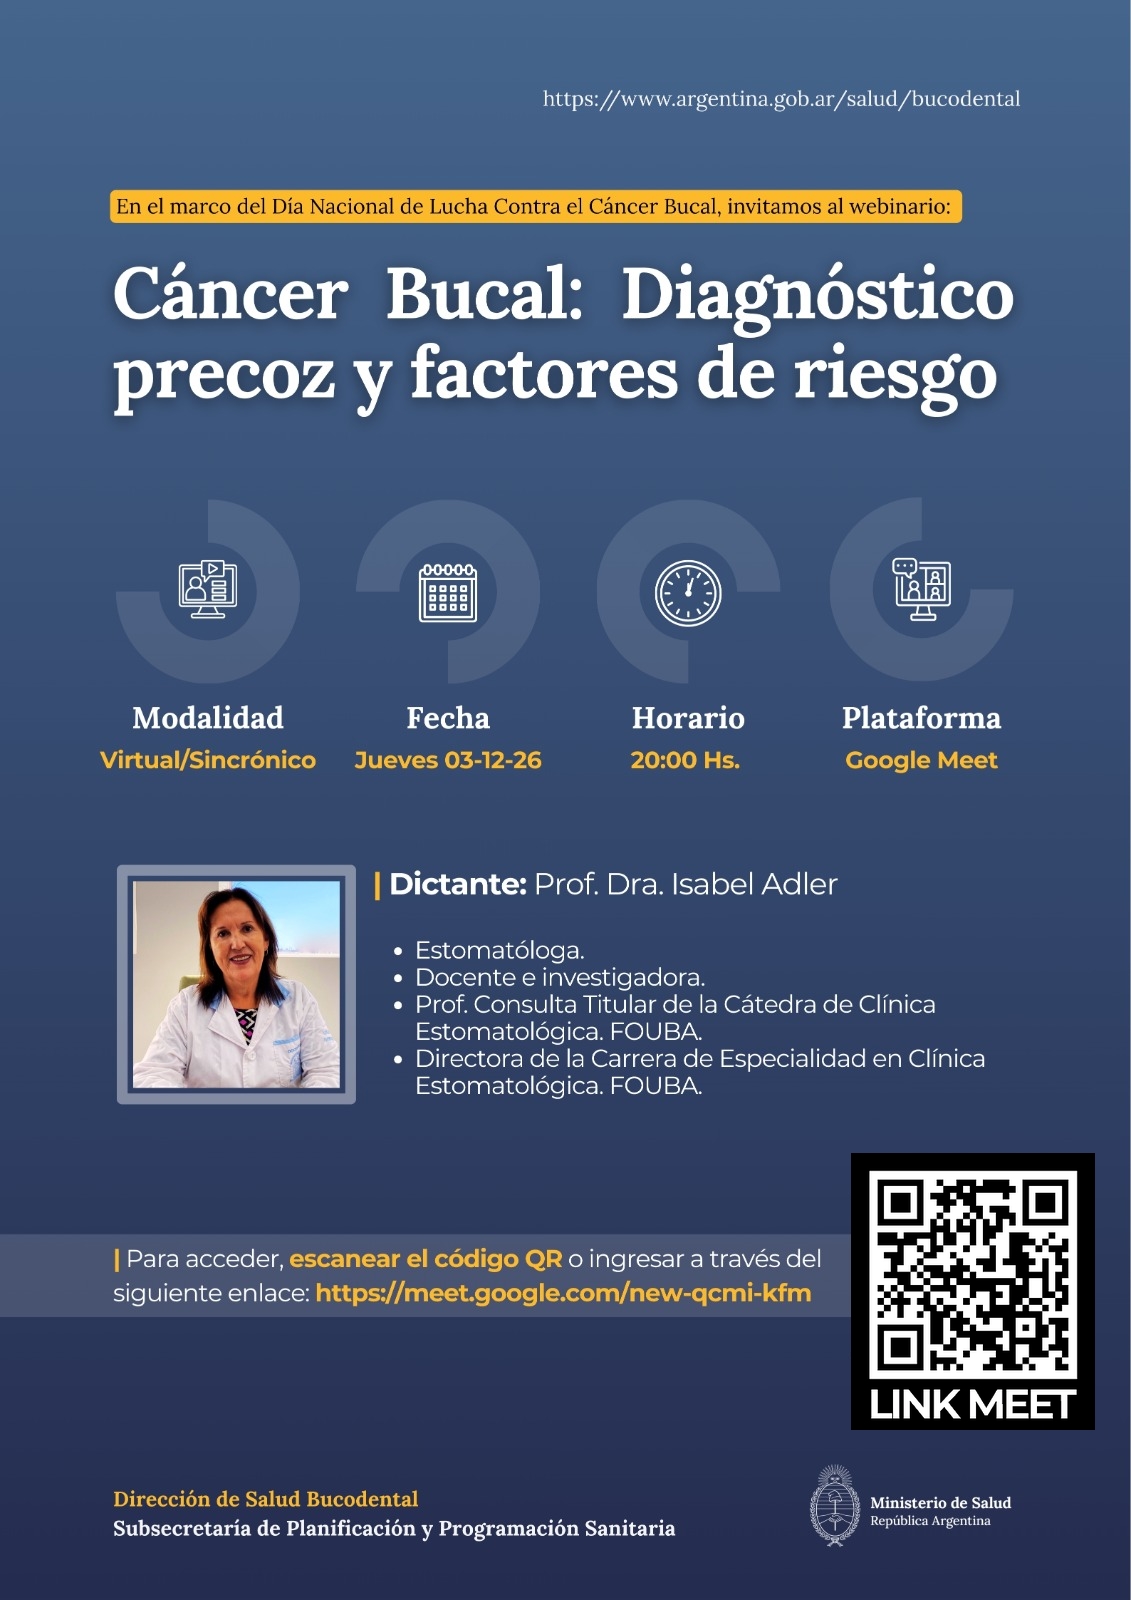 https://www.argentina.gob.ar/salud/bucodental
En el marco del Día Nacional de Lucha Contra el Cáncer Bucal, invitamos al webinario:
Cáncer Bucal: Diagnóstico
precoz y factores de riesgo
Modalidad
Virtual/Sincrónico
Fecha
Jueves 03-12-26
Horario
20:00 Hs.
Plataforma
Google Meet
| Dictante: Prof. Dra. Isabel Adler
• Estomatóloga.
• Docente e investigadora.
• Prof. Consulta Titular de la Cátedra de Clínica
Estomatológica. FOUBA.
• Directora de la Carrera de Especialidad en Clínica
Estomatológica. FOUBA.
| Para acceder, escanear el código QR o ingresar a través del
siguiente enlace: https://meet.google.com/new-qcmi-kfm
LINK MEET
Dirección de Salud Bucodental
Subsecretaría de Planificación y Programación Sanitaria
Ministerio de Salud
República Argentina